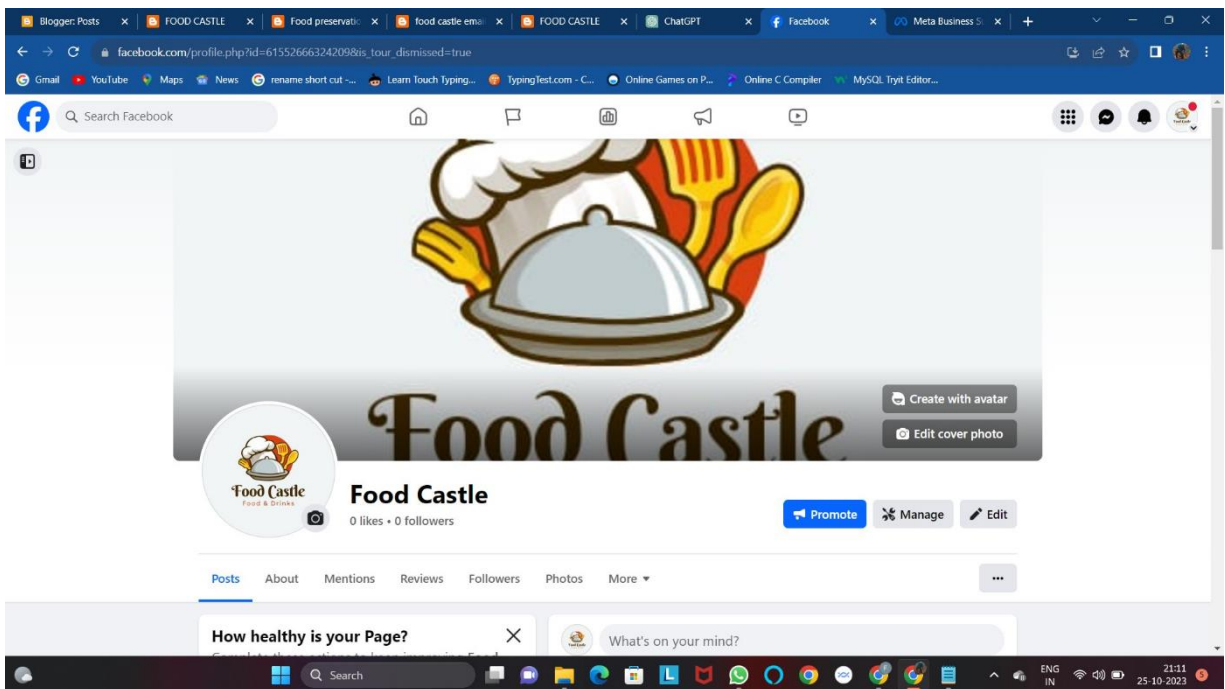 Blogger: Posts
FOOD CASTLE
Food preservatio
food castle emai
FOOD CASTLE
ChatGPT
Facebook
Meta Business S
facebook.com/profile.php?id=61552666324209&is_tour_dismissed=true
Gmail YouTube Maps News rename short cut -... Learn Touch Typing... TypingTest.com - C... Online Games on P... Online C Compiler MySQL Tryit Editor...
Search Facebook
Food Castle
Create with avatar
Edit cover photo
Food Castle
Food & Drinks
Food Castle
0 likes • 0 followers
Promote Manage Edit
Posts About Mentions Reviews Followers Photos More
How healthy is your Page?
What's on your mind?
Search
ENG
IN
21:11
25-10-2023
5